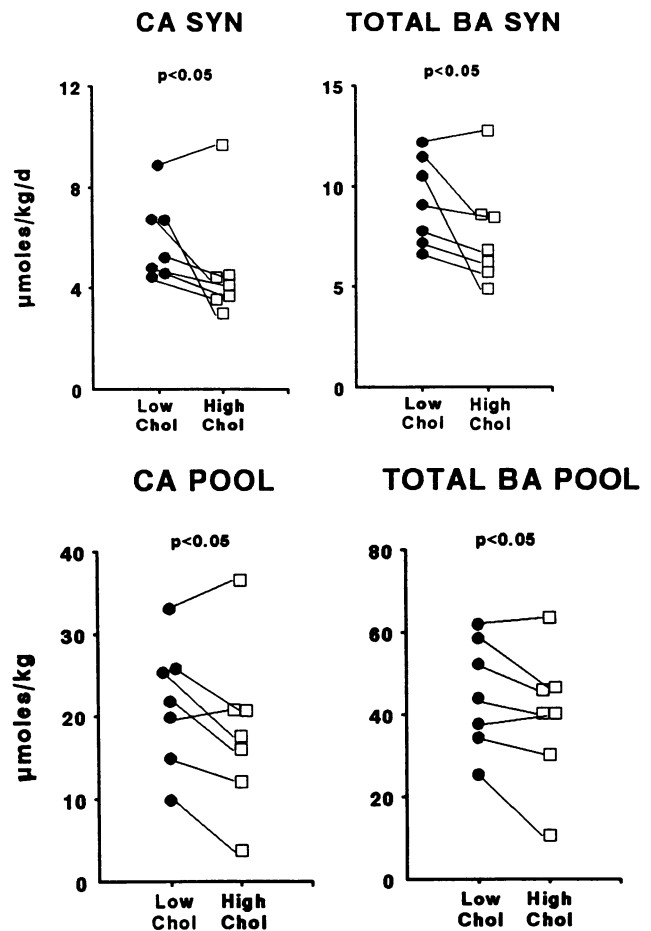 CA SYN
p<0.05
12
8
4
0
μmoles/kg/d
Low Chol
High Chol
TOTAL BA SYN
p<0.05
15
10
5
0
Low Chol
High Chol
CA POOL
p<0.05
40
30
20
10
0
μmoles/kg
Low Chol
High Chol
TOTAL BA POOL
p<0.05
80
60
40
20
0
Low Chol
High Chol